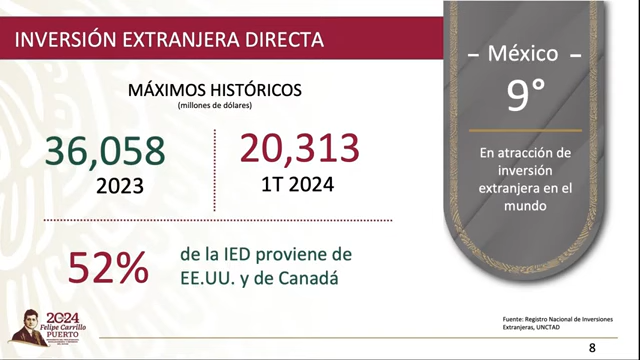 INVERSIÓN EXTRANJERA DIRECTA
MÁXIMOS HISTÓRICOS
(millones de dólares)
36,058
2023
20,313
1T 2024
52%
de la IED proviene de
EE.UU. y de Canadá
México
9°
En atracción de
inversión
extranjera en el
mundo
2024
Felipe Carrillo
PUERTO
Fuente: Registro Nacional de Inversiones
Extranjeras, UNCTAD
8